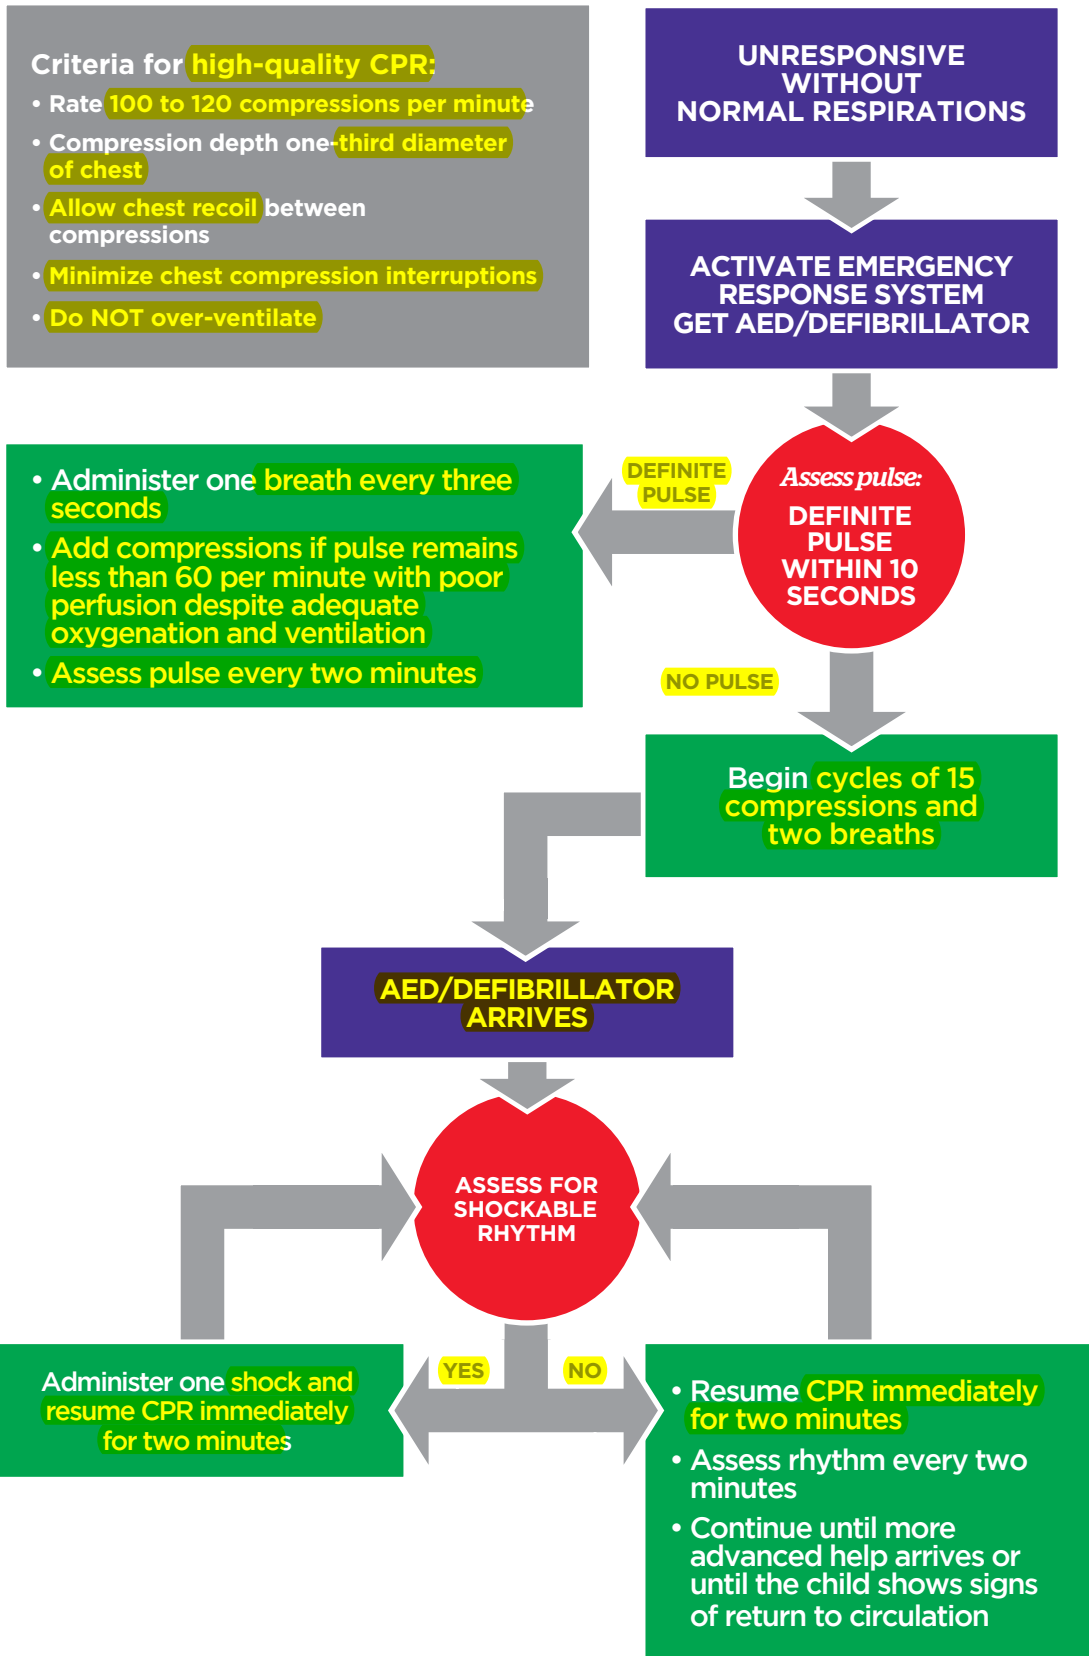 Criteria for high-quality CPR:
• Rate 100 to 120 compressions per minute
• Compression depth one-third diameter
of chest
• Allow chest recoil between
compressions
• Minimize chest compression interruptions
• Do NOT over-ventilate
UNRESPONSIVE
WITHOUT
NORMAL RESPIRATIONS
ACTIVATE EMERGENCY
RESPONSE SYSTEM
GET AED/DEFIBRILLATOR
Assess pulse:
DEFINITE
PULSE
WITHIN 10
SECONDS
DEFINITE
PULSE
• Administer one breath every three
seconds
• Add compressions if pulse remains
less than 60 per minute with poor
perfusion despite adequate
oxygenation and ventilation
• Assess pulse every two minutes
NO PULSE
Begin cycles of 15
compressions and
two breaths
AED/DEFIBRILLATOR
ARRIVES
ASSESS FOR
SHOCKABLE
RHYTHM
YES
NO
Administer one shock and
resume CPR immediately
for two minutes
• Resume CPR immediately
for two minutes
• Assess rhythm every two
minutes
• Continue until more
advanced help arrives or
until the child shows signs
of return to circulation